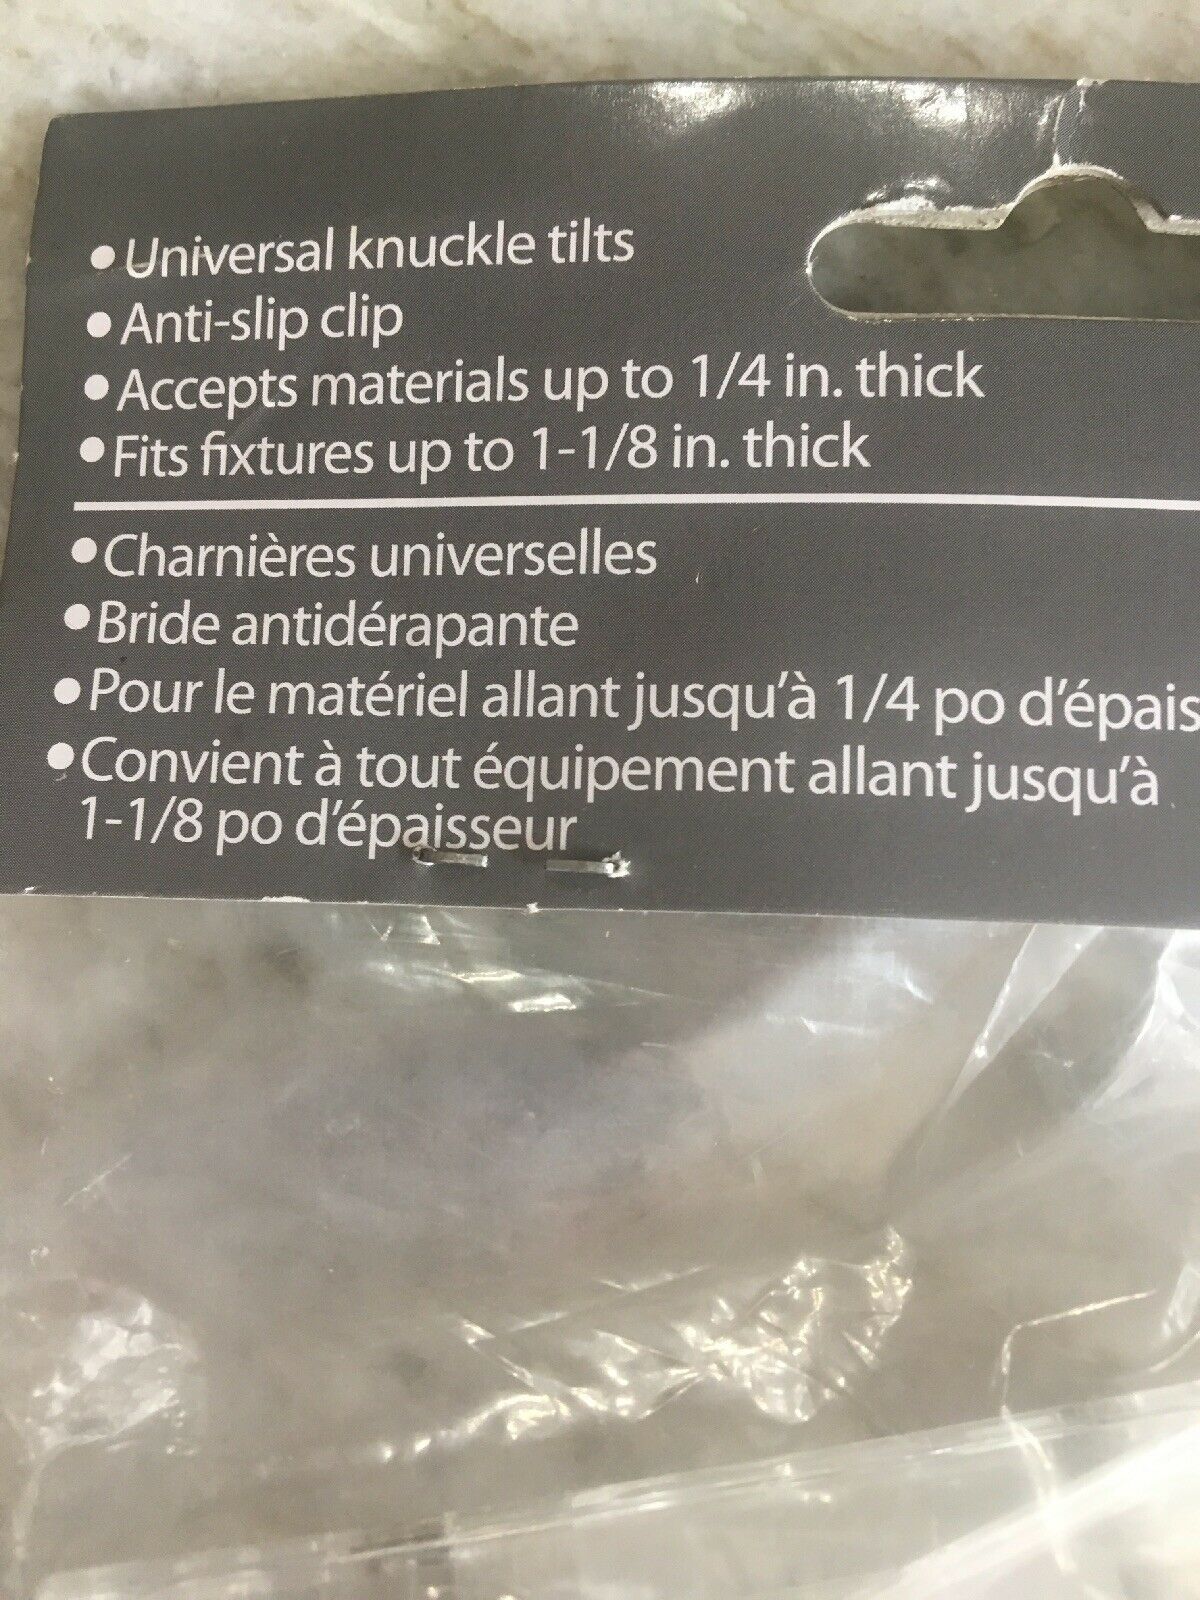 • Universal knuckle tilts
• Anti-slip clip
• Accepts materials up to 1/4 in. thick
• Fits fixtures up to 1-1/8 in. thick
• Charnières universelles
• Bride antidérapante
• Pour le matériel allant jusqu'à 1/4 po d'épais
• Convient à tout équipement allant jusqu'à
1-1/8 po d'épaisseur